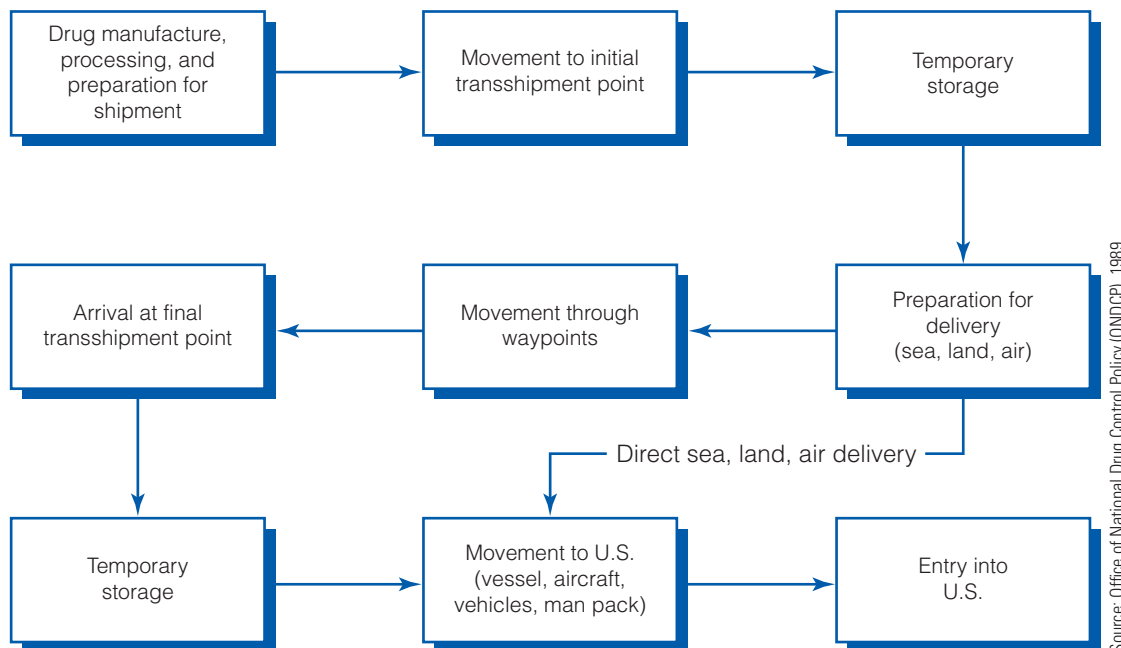 Drug manufacture,
processing, and
preparation for
shipment
Movement to initial
transshipment point
Temporary
storage
Preparation for
delivery
(sea, land, air)
Movement through
waypoints
Arrival at final
transshipment point
Direct sea, land, air delivery
Temporary
storage
Movement to U.S.
(vessel, aircraft,
vehicles, man pack)
Entry into
U.S.
Source: Office of National Drug Control Policy (ONDCP), 1989